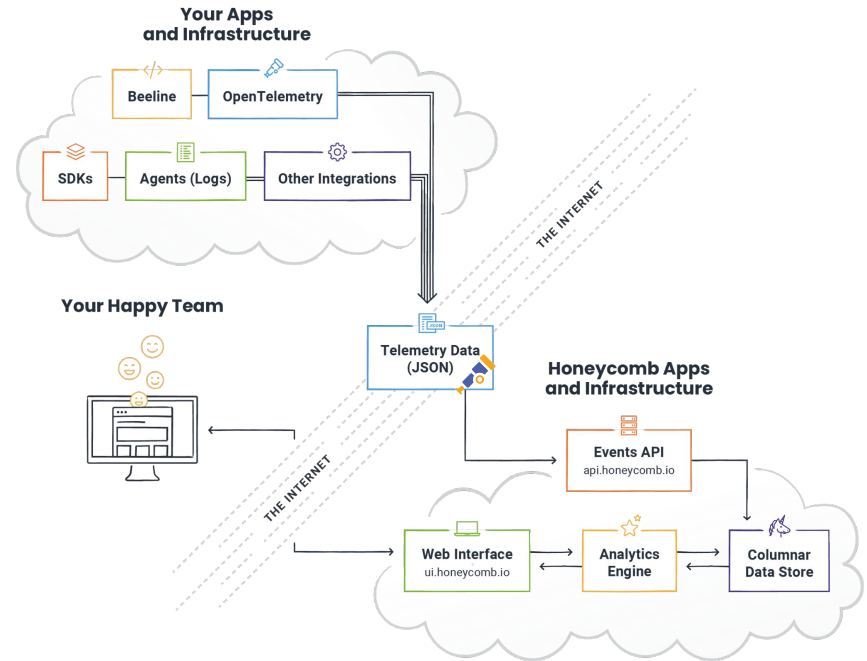 Your Apps
and Infrastructure
Beeline
OpenTelemetry
SDKs
Agents (Logs)
Other Integrations
THE INTERNET
Your Happy Team
JSON
Telemetry Data
(JSON)
Honeycomb Apps
and Infrastructure
Events API
api.honeycomb.io
THE INTERNET
Web Interface
ui.honeycomb.io
Analytics
Engine
Columnar
Data Store